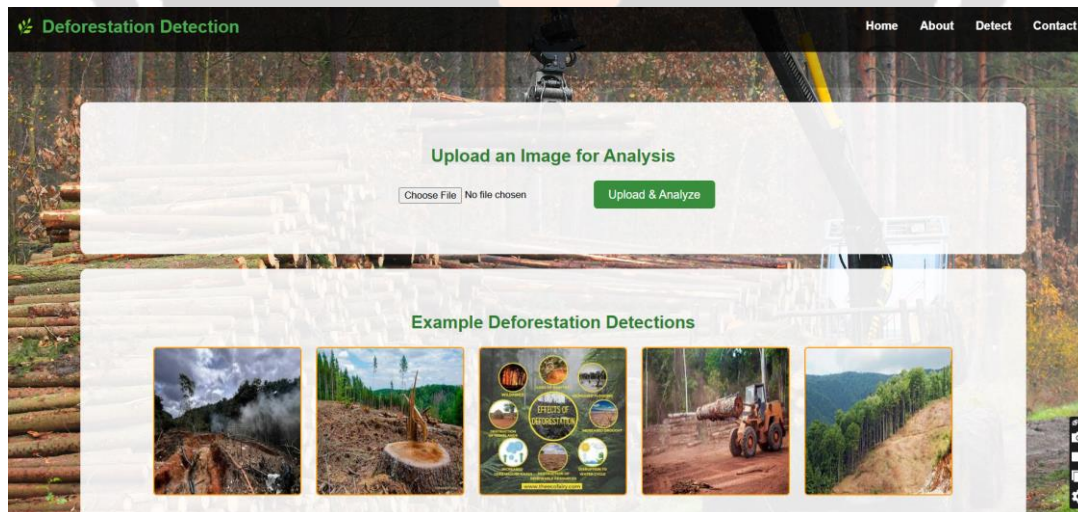 Deforestation Detection
Home About Detect Contact
Upload an Image for Analysis
Choose File No file chosen
Upload & Analyze
Example Deforestation Detections
EFFECTS OF
DEFORESTATION